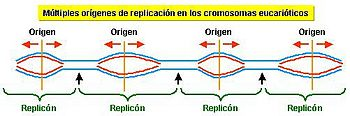 Múltiples orígenes de replicación en los cromosomas eucarióticos
Origen Origen Origen Origen
Replicón Replicón Replicón Replicón